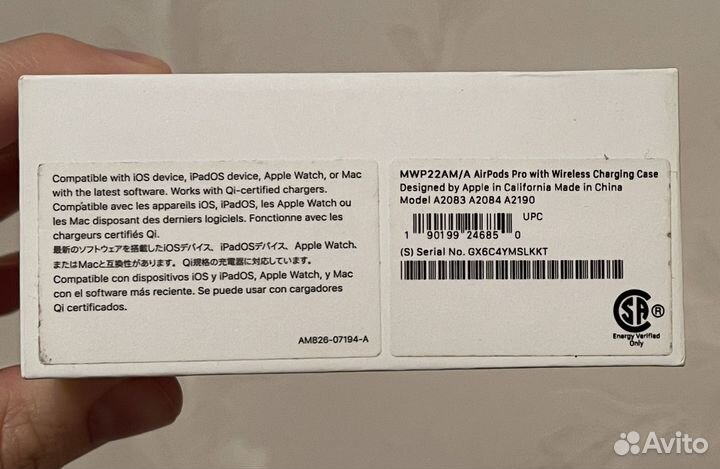 Compatible with iOS device, iPadOS device, Apple Watch, or Mac
with the latest software. Works with Qi-certified chargers.
Compatible avec les appareils iOS, iPadOS, les Apple Watch ou
les Mac disposant des derniers logiciels. Fonctionne avec les
chargeurs certifiés Qi.
最新のソフトウェアを搭載したiOSデバイス、iPadOSデバイス、Apple Watch、
またはMacと互換性があります。Qi規格の充電器に対応しています。
Compatible con dispositivos iOS y iPadOS, Apple Watch, y Mac
con el software más reciente. Se puede usar con cargadores
Qi certificados.
AM826-07194-A
MWP22AM/A AirPods Pro with Wireless Charging Case
Designed by Apple in California Made in China
Model A2083 A2084 A2190
UPC
1 90199 24685 0
(S) Serial No. GX6C4YMSLKKT
SA ®
Energy Verified
Only
Avito